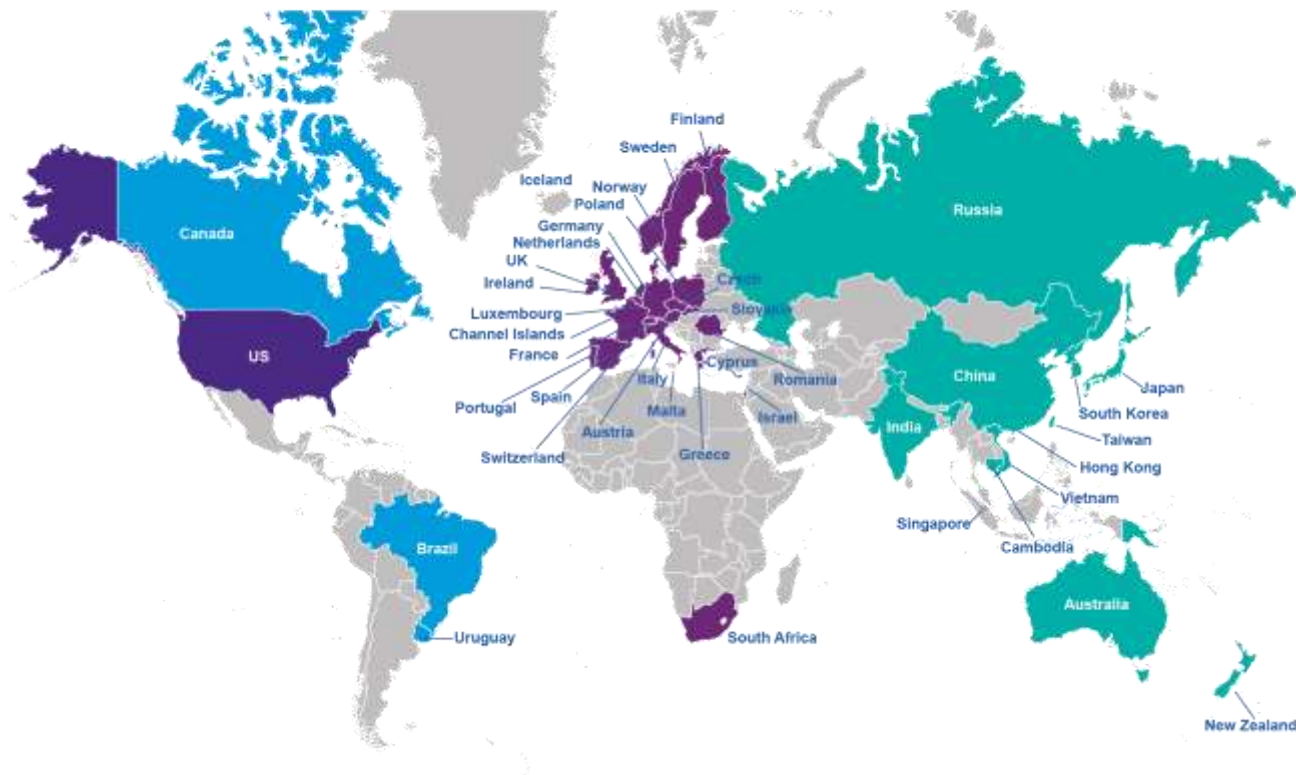 Finland
Sweden
Iceland
Norway
Poland
Russia
Canada
Germany
Netherlands
UK
Ireland
Czech
Luxembourg
Slovakia
Channel Islands
France
US
Cyprus
China
Italy
Romania
Japan
Spain
Portugal
Malta
Israel
South Korea
Austria
India
Taiwan
Switzerland
Greece
Hong Kong
Vietnam
Singapore
Cambodia
Brazil
Australia
Uruguay
South Africa
New Zealand